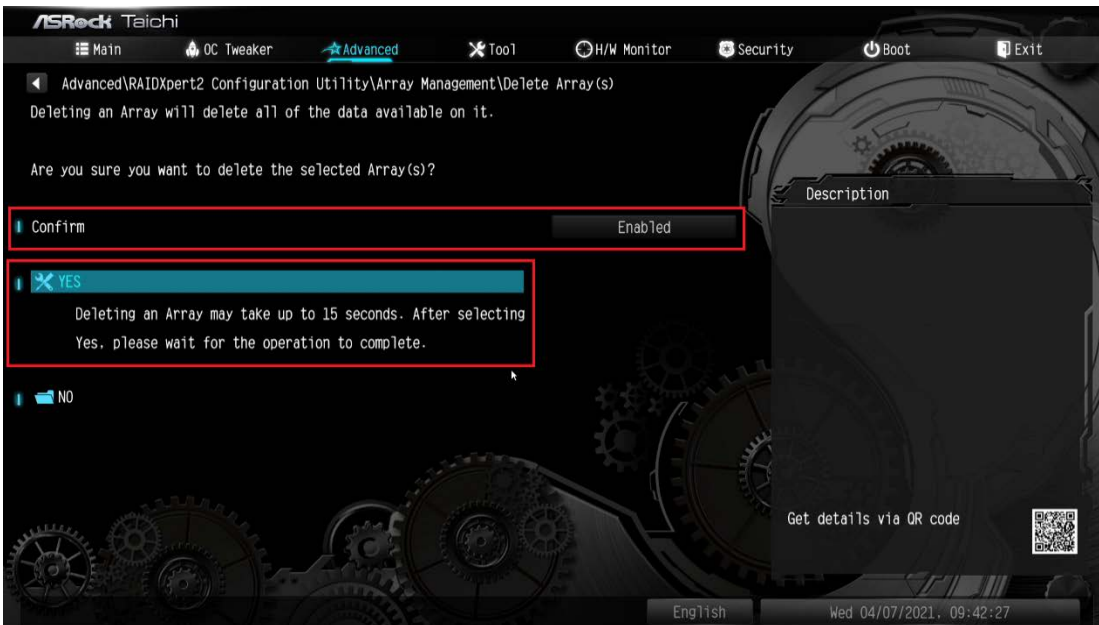 ASRock Taichi
Main OC Tweaker Advanced Tool H/W Monitor Security Boot Exit
Advanced\RAIDXpert2 Configuration Utility\Array Management\Delete Array(s)
Deleting an Array will delete all of the data available on it.
Are you sure you want to delete the selected Array(s)?
Description
Confirm Enabled
YES
Deleting an Array may take up to 15 seconds. After selecting
Yes, please wait for the operation to complete.
NO
Get details via QR code
English Wed 04/07/2021, 09:42:27